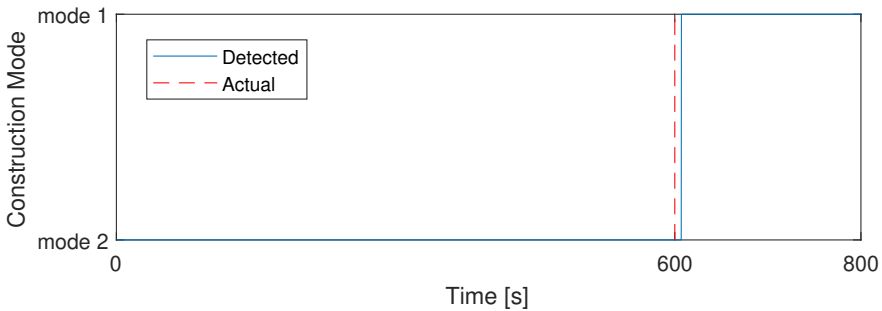 mode 1
Detected
Actual
Construction Mode
mode 2
0 600 800
Time [s]